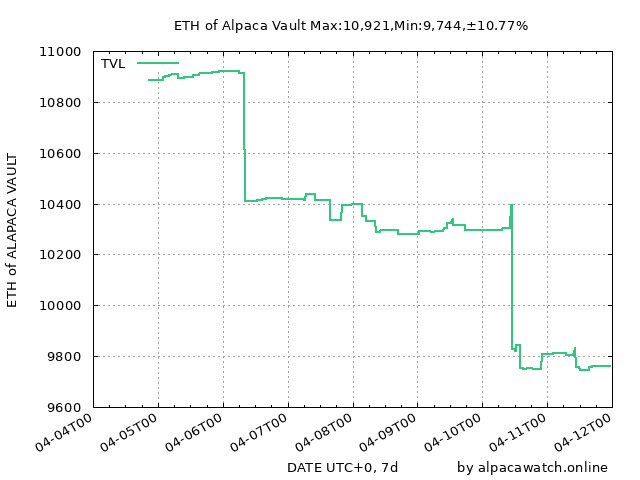 ETH of Alpaca Vault Max:10,921,Min:9,744,±10.77%
TVL
11000
10800
10600
10400
10200
10000
9800
9600
ETH of ALAPACA VAULT
04-04T00
04-05T00
04-06T00
04-07T00
04-08T00
04-09T00
04-10T00
04-11T00
04-12T00
DATE UTC+0, 7d
by alpacawatch.online